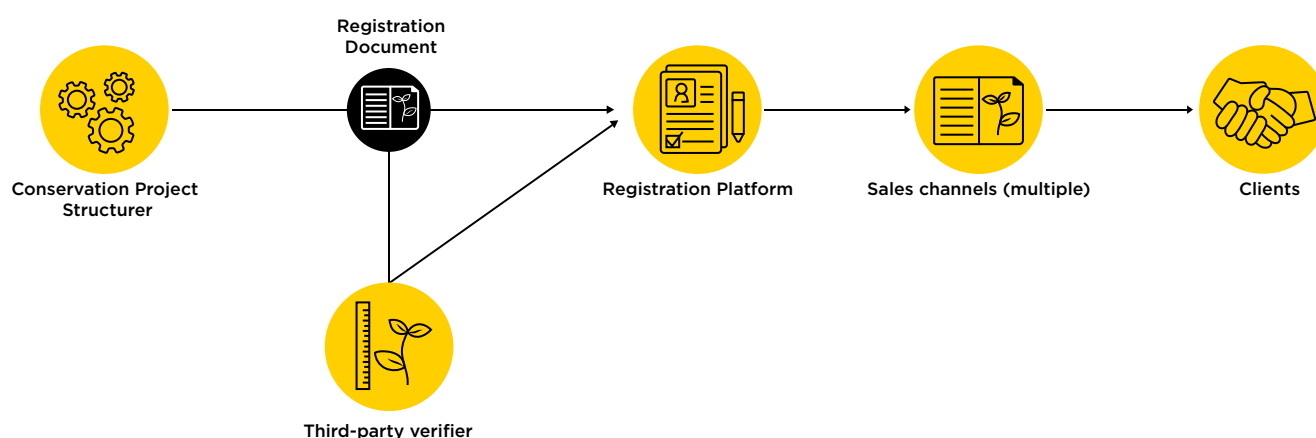 Registration
Document
Conservation Project
Structurer
Registration Platform
Sales channels (multiple)
Clients
Third-party verifier